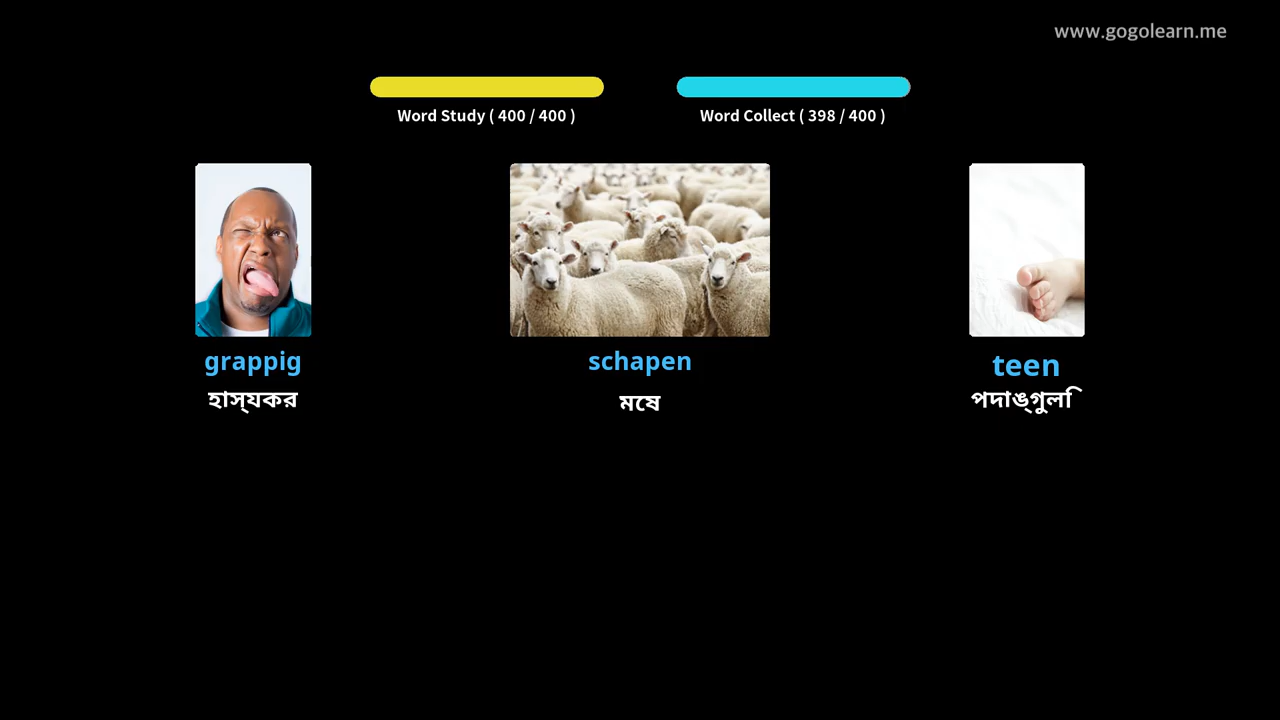 www.gogolearn.me
Word Study ( 400 / 400 )
Word Collect ( 398 / 400 )
grappig
schapen
teen
হাস্যকর
মেষ
পদাঙ্গুলি